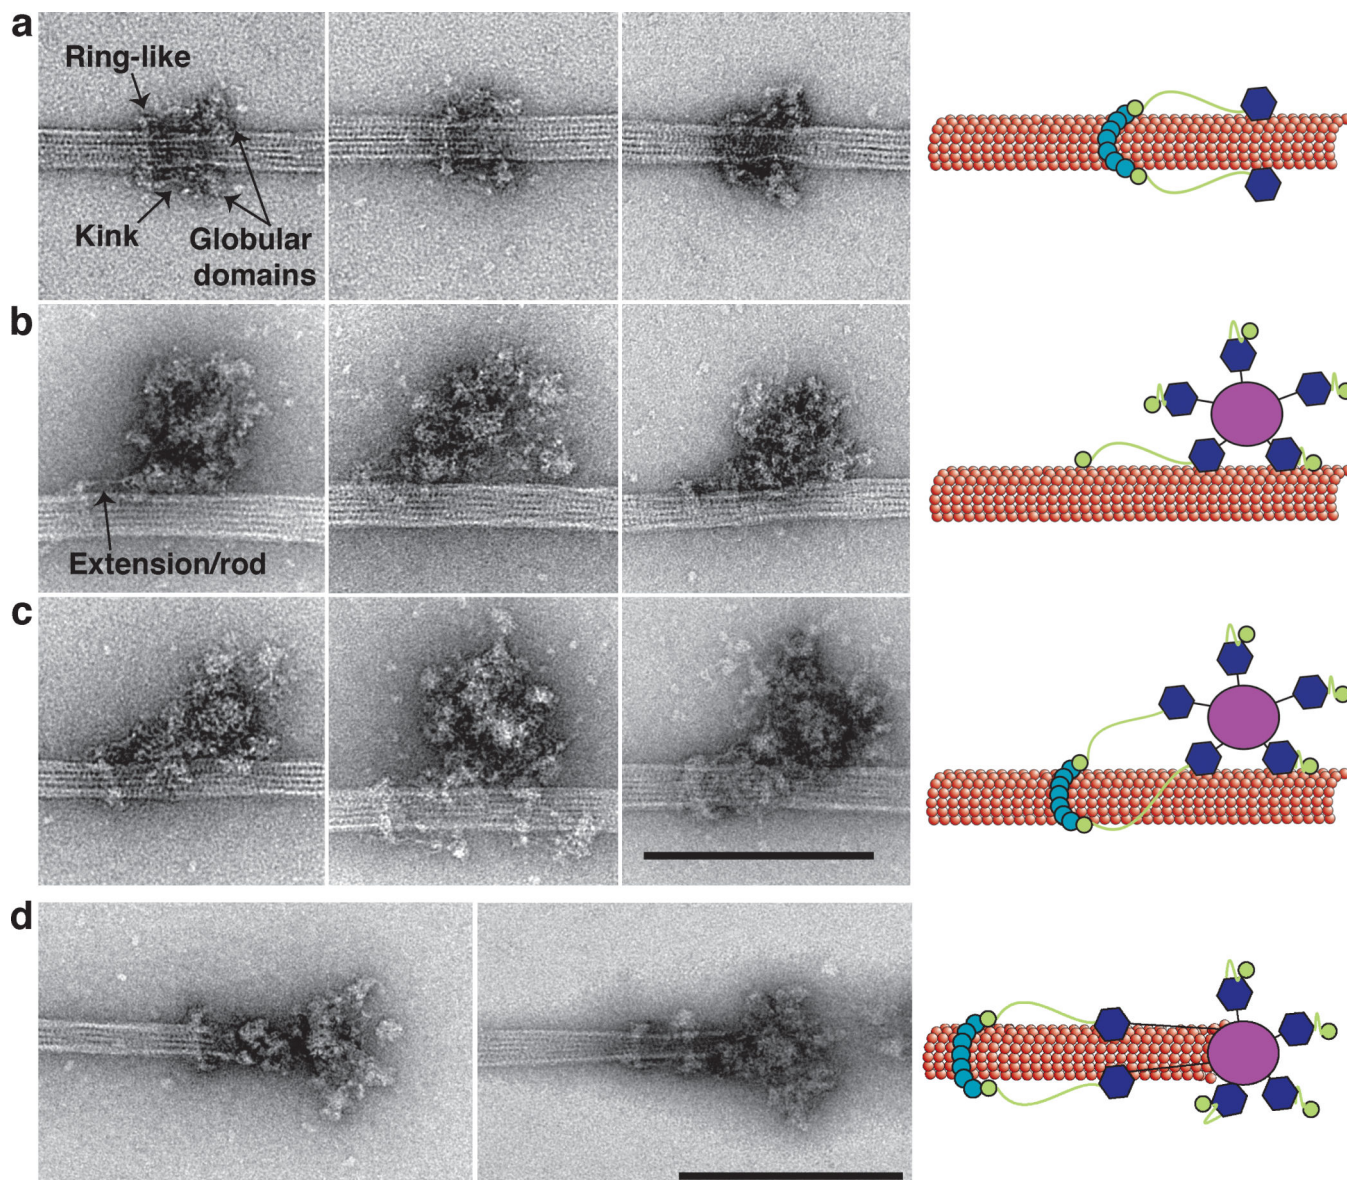 a
Ring-like
Kink
Globular
domains
b
Extension/rod
c
d